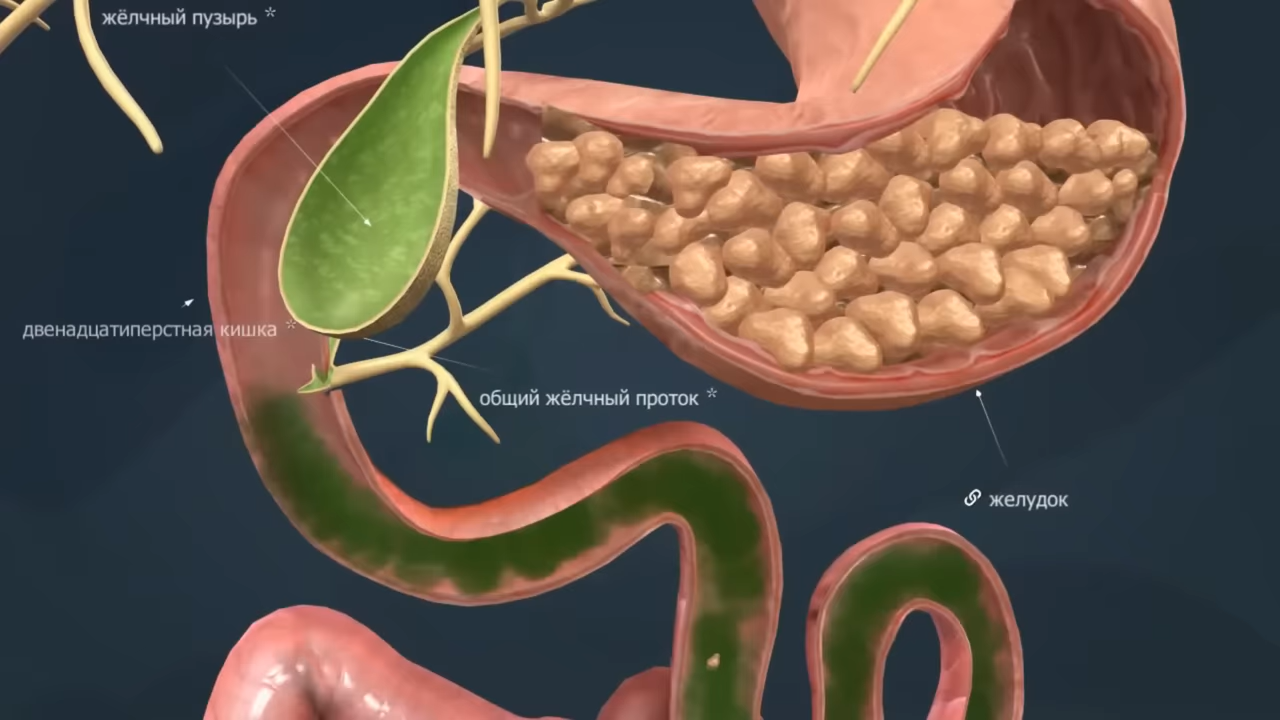 жёлчный пузырь *
двенадцатиперстная кишка *
общий жёлчный проток *
желудок